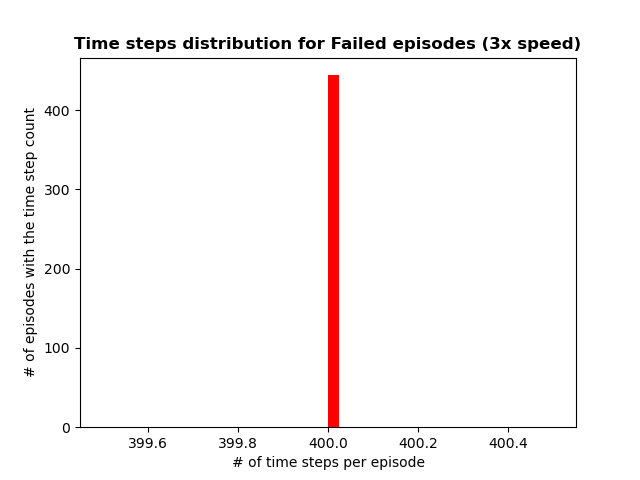 Time steps distribution for Failed episodes (3x speed)
# of episodes with the time step count
400
300
200
100
0
399.6 399.8 400.0 400.2 400.4
# of time steps per episode